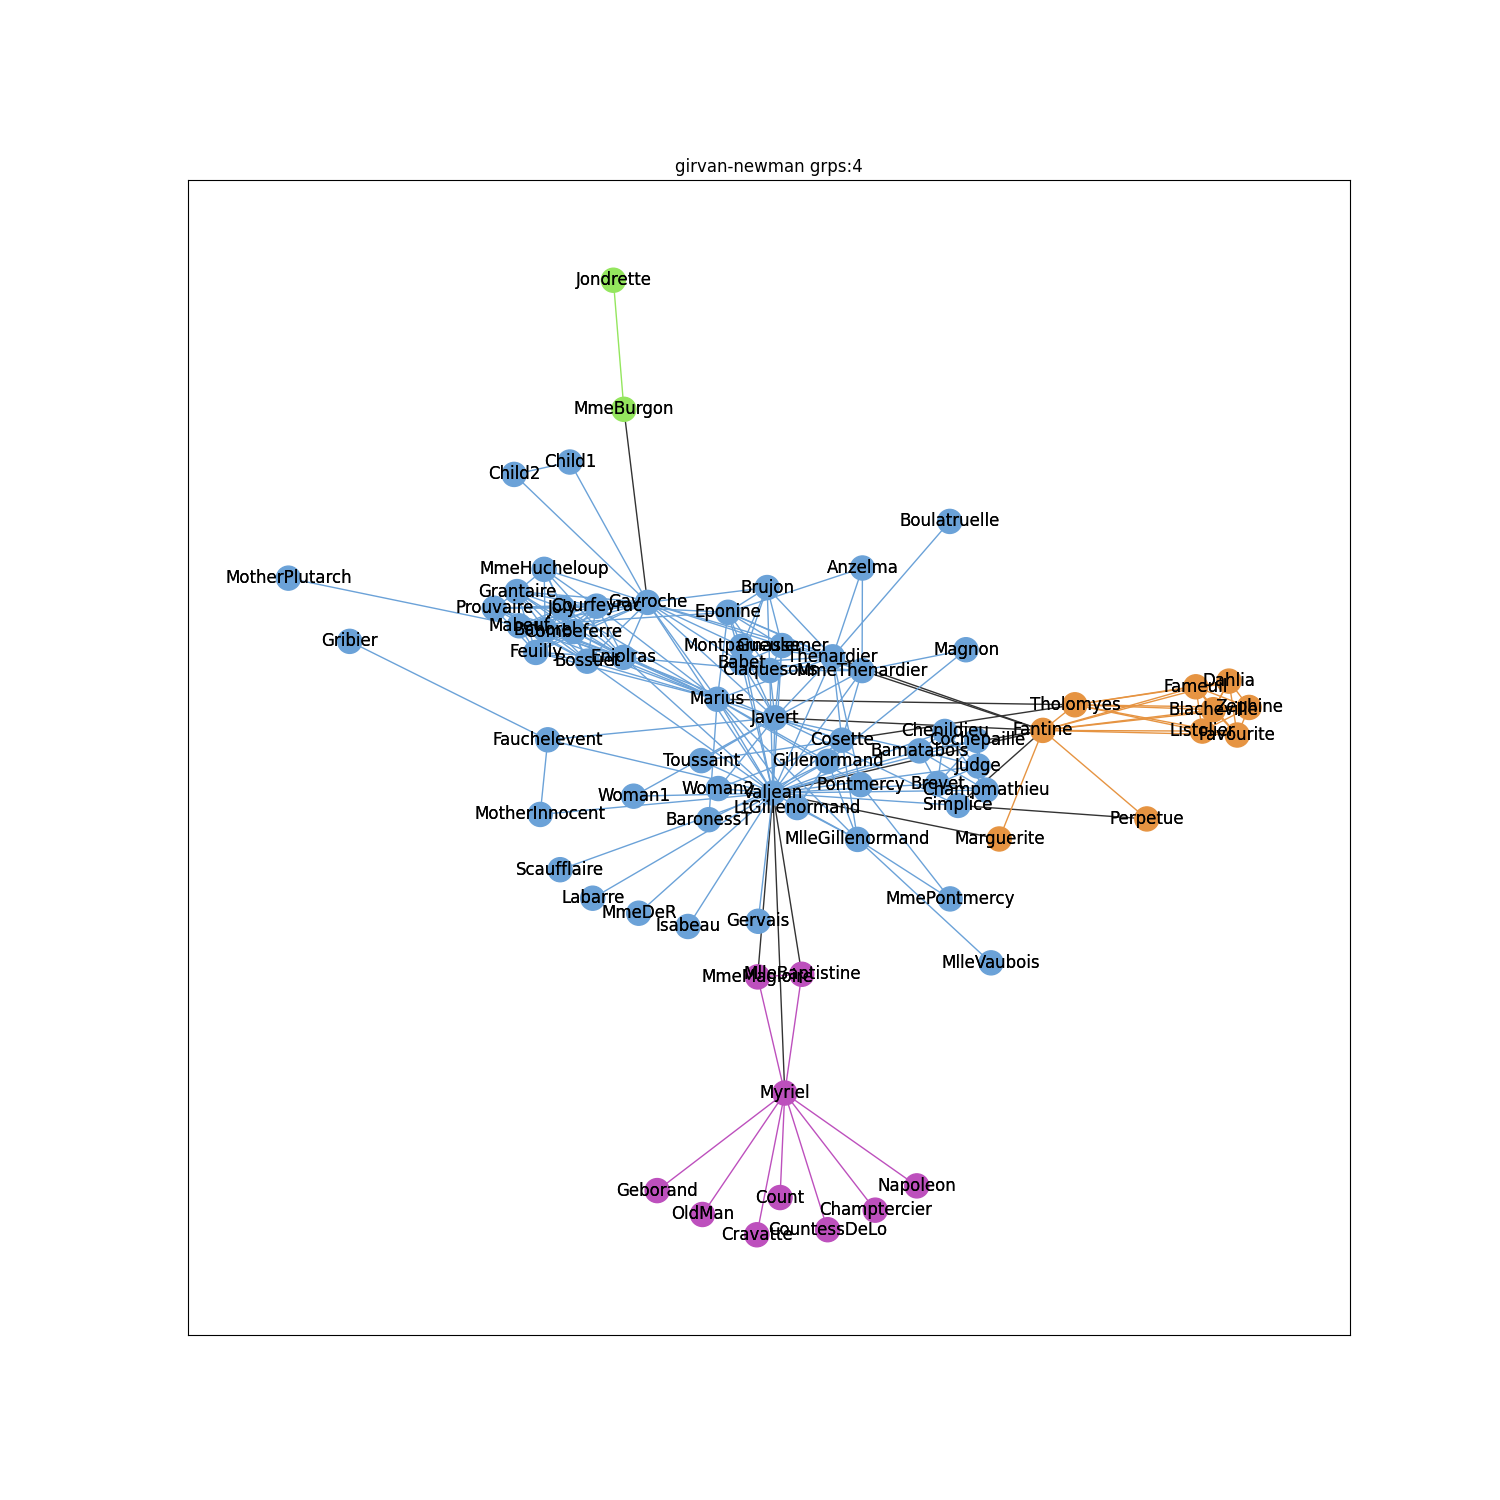 girvan-newman grps:4
Jondrette
MmeBurgon
Child1
Child2
Boulatruelle
Anzelma
MmeHucheloup
MotherPlutarch
Brujon
Grantaire
Gavroche
Prouvaire
Joly
Courfeyrac
Eponine
Mabeuf
Combeferre
Gribier
Montparnasse
Gueulemer
Magnon
Feuilly
Bossuet
Enjolras
Thenardier
Babet
Claquesous
MmeThenardier
Dahlia
Fameuil
Marius
Tholomyes
Zephine
Blacheville
Javert
Chenildieu
Fantine
Listolier
Favourite
Fauchelevent
Cosette
Cochepaille
Bamatabois
Toussaint
Gillenormand
Judge
Pontmercy
Brevet
Woman2
Champmathieu
Valjean
Woman1
Simplice
LtGillenormand
MotherInnocent
BaronessT
Perpetue
MlleGillenormand
Marguerite
Scaufflaire
Labarre
MmePontmercy
MmeDeR
Gervais
Isabeau
MlleVaubois
MlleBaptistine
MmeMagloire
Myriel
Napoleon
Geborand
Count
Champtercier
OldMan
CountessDeLo
Cravatte